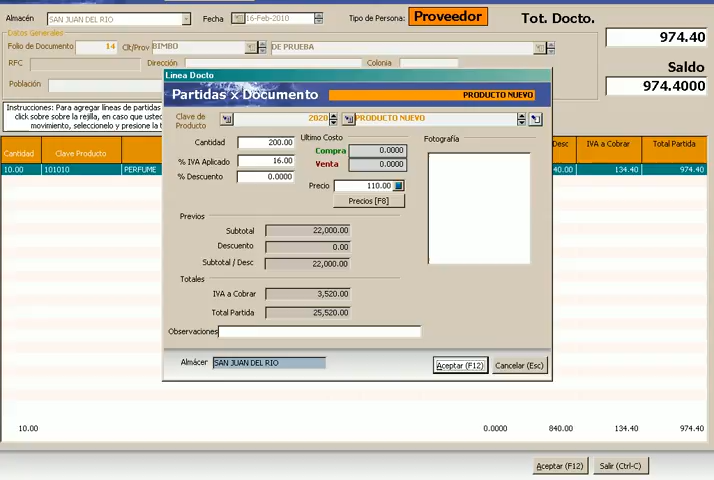 Almacén SAN JUAN DEL RIO Fecha 16-Feb-2010 Tipo de Persona: Proveedor Tot. Docto.
974.40
Datos Generales
Folio de Documento 14 Clt/Prov BIMBO DE PRUEBA
RFC Dirección Colonia
Saldo
974.4000
Población
Instrucciones: Para agregar líneas de partidas
click sobre sobre la rejilla, en caso que uste
movimiento, seleccionelo y presione la t
Cantidad Clave Producto Desc IVA a Cobrar Total Partida
10.00 101010 PERFUME 40.00 134.40 974.40
Linea Docto
Partidas x Documento PRODUCTO NUEVO
Clave de
Producto 2020 PRODUCTO NUEVO
Cantidad 200.00
% IVA Aplicado 16.00
% Descuento 0.0000
Ultimo Costo
Compra 0.0000
Venta 0.0000
Precio 110.00
Precios [F8]
Fotografía
Previos
Subtotal 22,000.00
Descuento 0.00
Subtotal / Desc 22,000.00
Totales
IVA a Cobrar 3,520.00
Total Partida 25,520.00
Observaciones
Almácer SAN JUAN DEL RIO Aceptar (F12) Cancelar (Esc)
10.00 0.0000 840.00 134.40 974.40
Aceptar (F12) Salir (Ctrl-C)